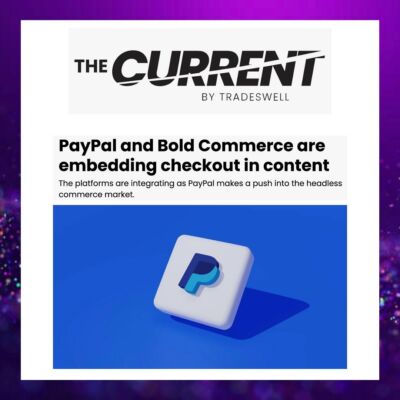 THE CURRENT
BY TRADESWELL
PayPal and Bold Commerce are
embedding checkout in content
The platforms are integrating as PayPal makes a push into the headless
commerce market.